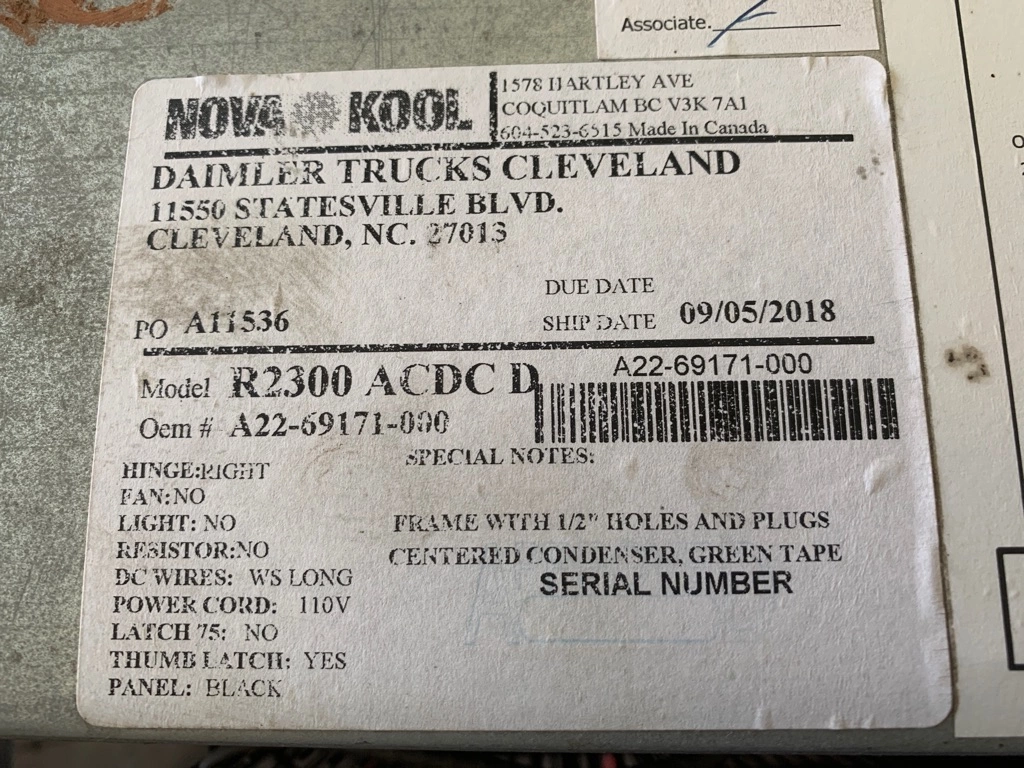 Associate.
NOVA KOOL
1578 HARTLEY AVE
COQUITLAM BC V3K 7A1
604-523-6515 Made In Canada
DAIMLER TRUCKS CLEVELAND
11550 STATESVILLE BLVD.
CLEVELAND, NC. 27013
DUE DATE
PO A11536
SHIP DATE 09/05/2018
Model R2300 ACDC D
A22-69171-000
Oem # A22-69171-000
SPECIAL NOTES:
HINGE:RIGHT
FAN:NO
LIGHT: NO
RESISTOR:NO
DC WIRES: WS LONG
POWER CORD: 110V
LATCH 75: NO
THUMB LATCH: YES
PANEL: BLACK
FRAME WITH 1/2" HOLES AND PLUGS
CENTERED CONDENSER, GREEN TAPE
SERIAL NUMBER